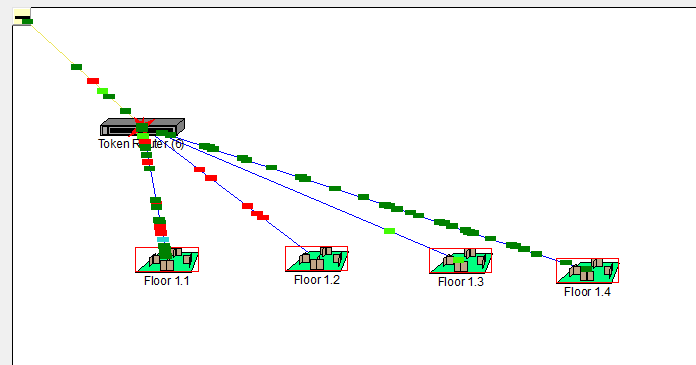 Token Router (6)
Floor 1.1
Floor 1.2
Floor 1.3
Floor 1.4